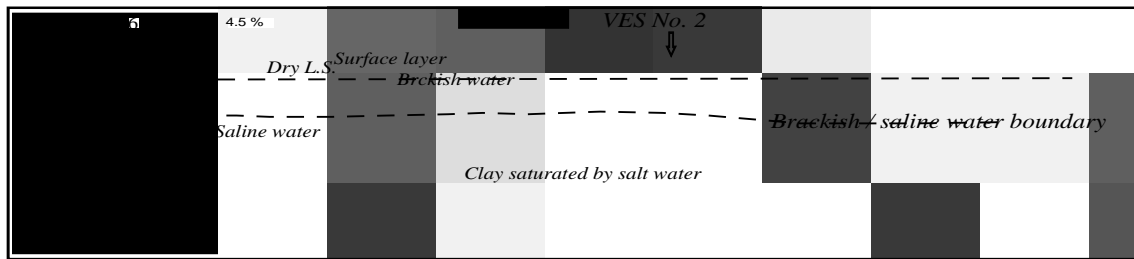 6
4.5 %
VES No. 2
Surface layer
Dry L.S.
Brckish water
Saline water
Brackish / saline water boundary
Clay saturated by salt water